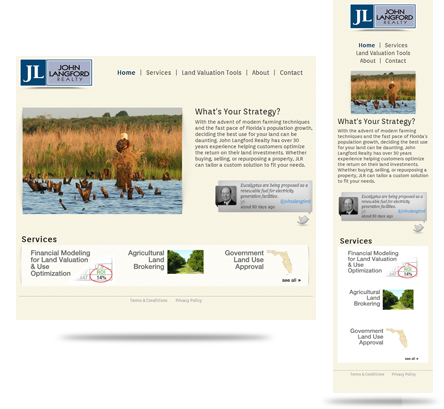 JL JOHN LANGFORD REALTY
Home | Services | Land Valuation Tools | About | Contact
What's Your Strategy?
With the advent of modern farming techniques
and the fast pace of Florida's population growth,
deciding the best use for your land can be
daunting. John Langford Realty has over 30
years experience helping customers optimize
the return on their land investments. Whether
buying, selling, or repurposing a property, JLR
can tailor a custom solution to fit your needs.
Eucalyptus are being proposed as a
renewable fuel for electricity
generation facilities.
@johnlangford
about 60 days ago
Services
Financial Modeling
for Land Valuation
& Use
Optimization
14%
Agricultural
Land
Brokering
Government
Land Use
Approval
see all
Terms & Conditions Privacy Policy
JL JOHN LANGFORD REALTY
Home | Services
Land Valuation Tools
About | Contact
What's Your Strategy?
With the advent of modern farming
techniques and the fast pace of Florida's
population growth, deciding the best use
for your land can be daunting. John
Langford Realty has over 30 years
experience helping customers optimize
the return on their land investments.
Whether buying, selling, or
repurposing a property, JLR can tailor a
custom solution to fit your needs.
Eucalyptus are being proposed as a
renewable fuel for electricity
generation facilities.
@johnlangford
about 60 days ago
Services
Financial Modeling
for Land Valuation
& Use
Optimization
14%
Agricultural
Land
Brokering
Government
Land Use
Approval
see all
Terms & Conditions Privacy Policy